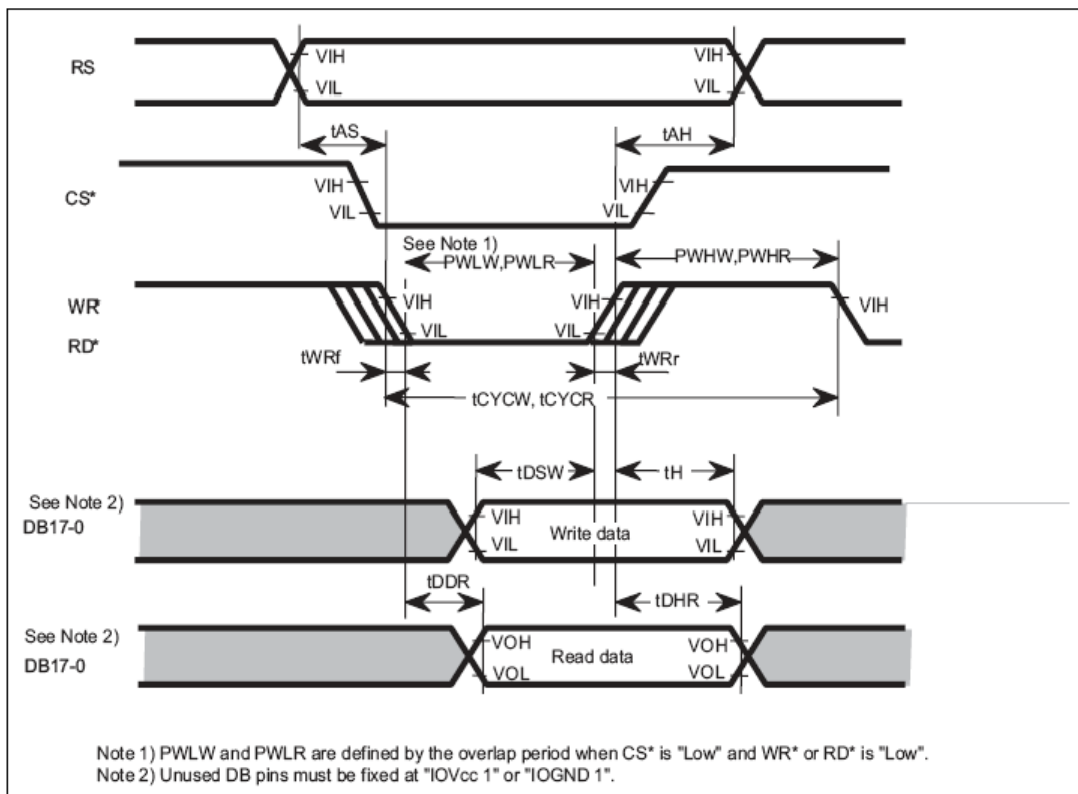 RS
VIH
VIH
VIL
VIL
tAS
tAH
CS*
VIH
VIH
VIL
VIL
See Note 1)
PWLW,PWLR
PWHW,PWHR
WR*
VIH
VIH
VIH
RD*
VIL
VIL
tWRf
tWRr
tCYCW, tCYCR
tDSW
tH
See Note 2)
DB17-0
VIH
Write data
VIH
VIL
VIL
tDDR
tDHR
See Note 2)
DB17-0
VOH
Read data
VOH
VOL
VOL
Note 1) PWLW and PWLR are defined by the overlap period when CS* is "Low" and WR* or RD* is "Low".
Note 2) Unused DB pins must be fixed at "IOVcc 1" or "IOGND 1".